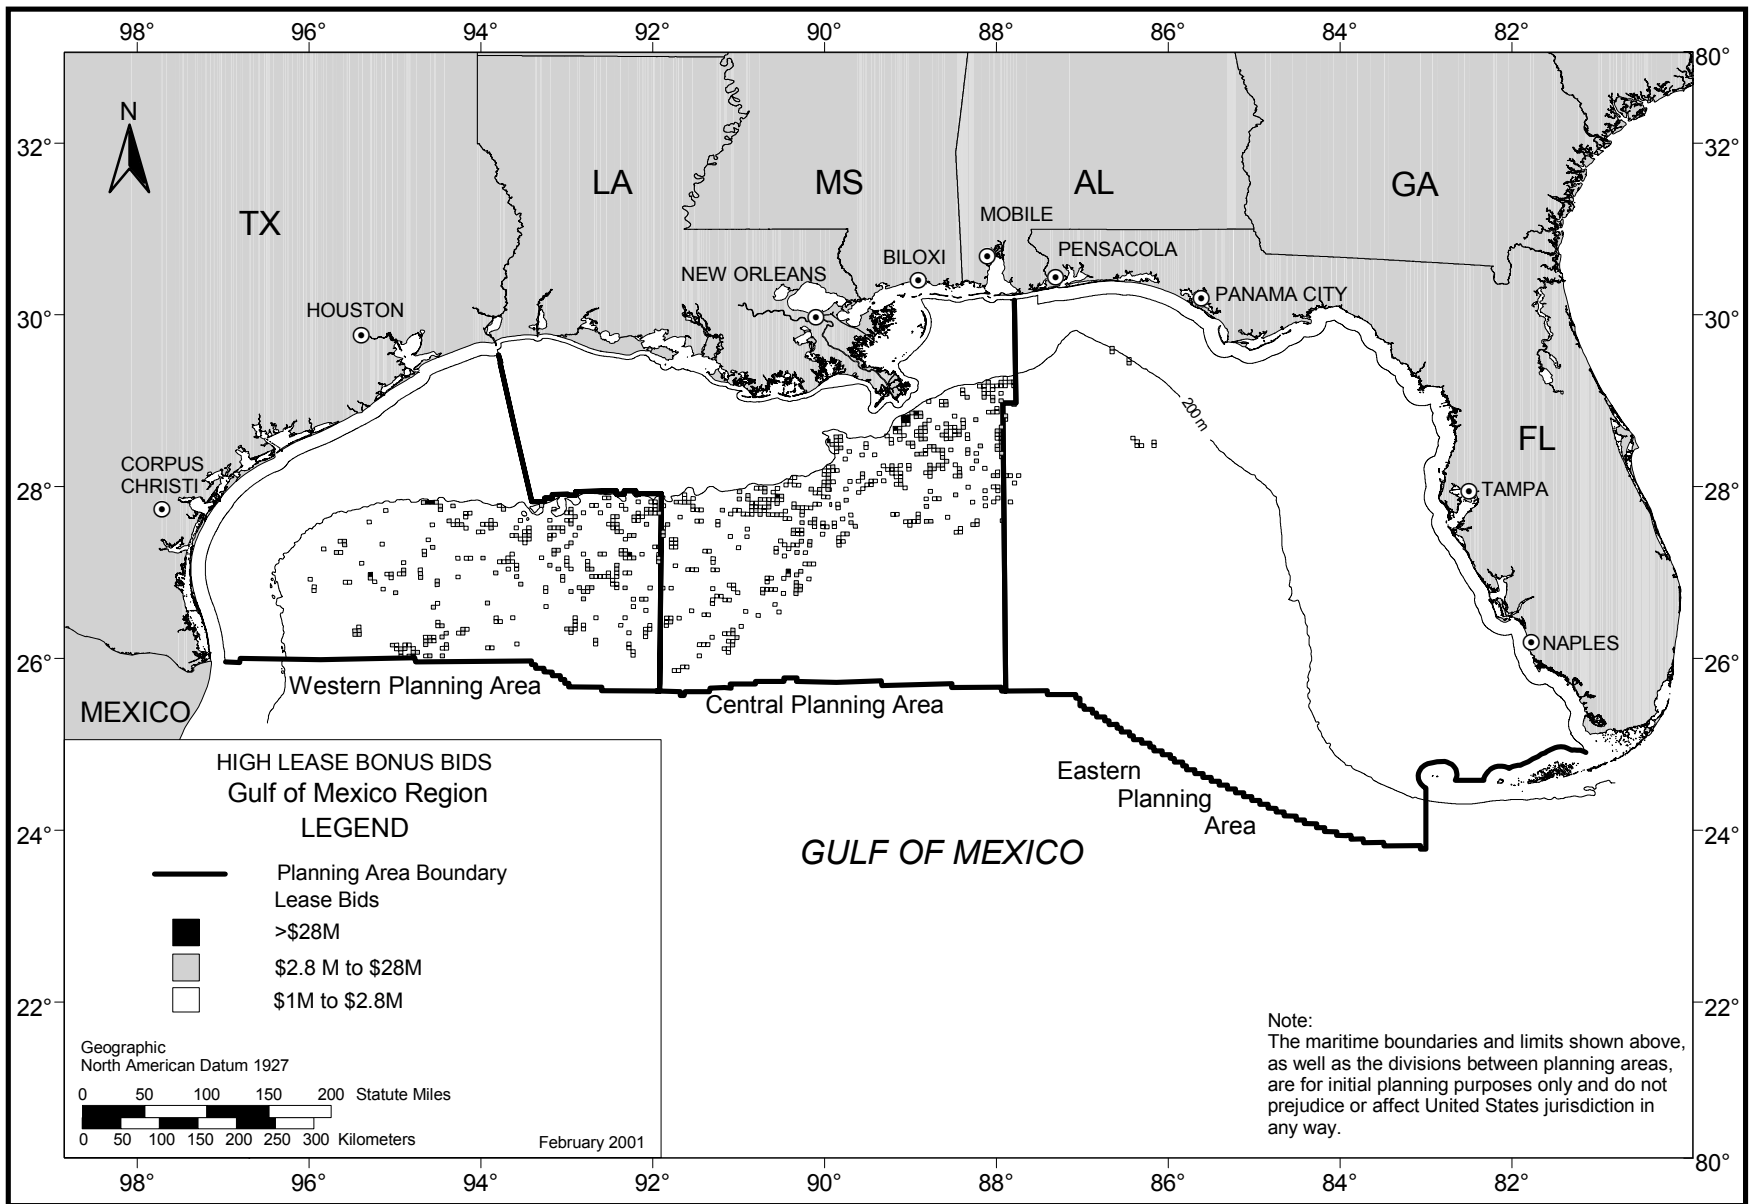 98° 96° 94° 92° 90° 88° 86° 84° 82°
80°
N
32° 32°
LA MS AL GA
TX
MOBILE
BILOXI PENSACOLA
NEW ORLEANS
PANAMA CITY
HOUSTON
30° 30°
200 m
FL
CORPUS
CHRISTI
28° 28°
TAMPA
NAPLES
26° 26°
Western Planning Area
Central Planning Area
MEXICO
Eastern
Planning
Area
GULF OF MEXICO
24° 24°
HIGH LEASE BONUS BIDS
Gulf of Mexico Region
LEGEND
Planning Area Boundary
Lease Bids
>$28M
$2.8 M to $28M
$1M to $2.8M
22° 22°
Geographic
North American Datum 1927
0 50 100 150 200 Statute Miles
0 50 100 150 200 250 300 Kilometers
February 2001
Note:
The maritime boundaries and limits shown above,
as well as the divisions between planning areas,
are for initial planning purposes only and do not
prejudice or affect United States jurisdiction in
any way.
80°
98° 96° 94° 92° 90° 88° 86° 84° 82°